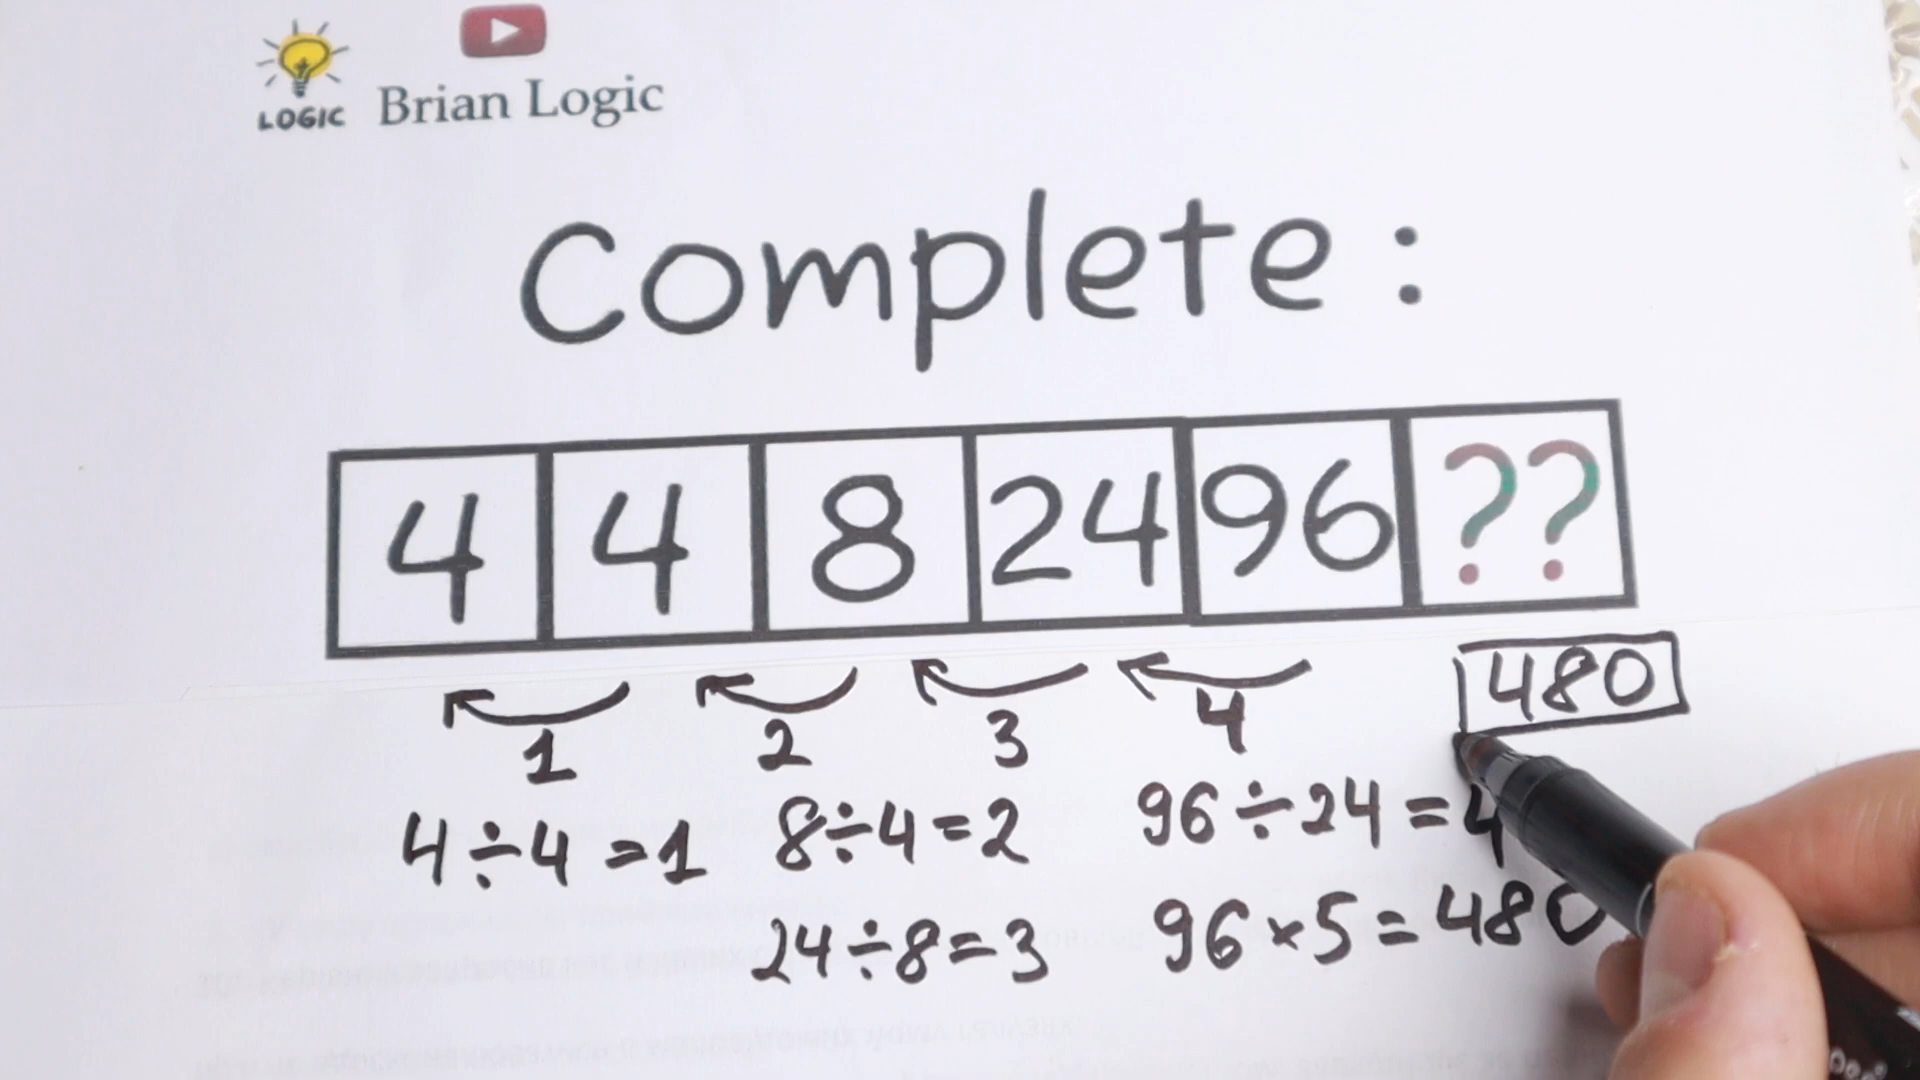 LOGIC Brian Logic
Complete :
4 4 8 24 96 ??
480
1 2 3 4
4÷4=1 8÷4=2 96÷24=4
24÷8=3 96×5=480